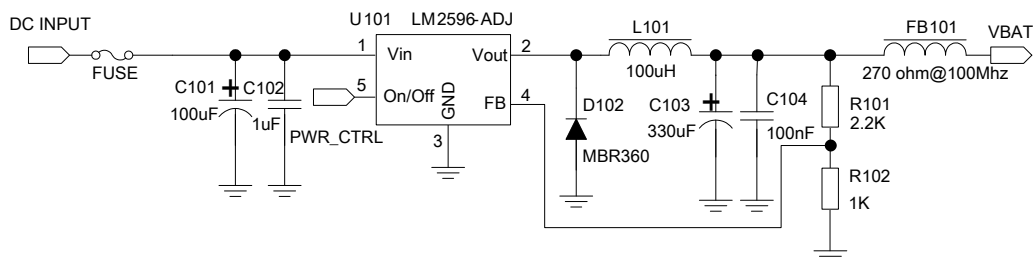 DC INPUT
FUSE
C101
100uF
C102
1uF
PWR_CTRL
U101
LM2596-ADJ
1
Vin
Vout
2
5
On/Off
GND
FB
4
3
D102
MBR360
L101
100uH
C103
330uF
C104
100nF
FB101
270 ohm@100Mhz
VBAT
R101
2.2K
R102
1K